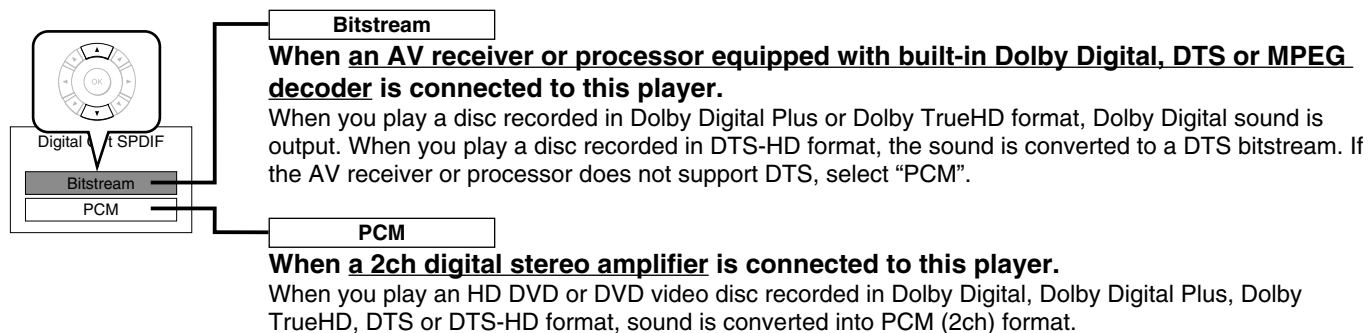 Bitstream
When an AV receiver or processor equipped with built-in Dolby Digital, DTS or MPEG
decoder is connected to this player.
When you play a disc recorded in Dolby Digital Plus or Dolby TrueHD format, Dolby Digital sound is
output. When you play a disc recorded in DTS-HD format, the sound is converted to a DTS bitstream. If
the AV receiver or processor does not support DTS, select “PCM”.
OK
Digital SPDIF
Bitstream
PCM
PCM
When a 2ch digital stereo amplifier is connected to this player.
When you play an HD DVD or DVD video disc recorded in Dolby Digital, Dolby Digital Plus, Dolby
TrueHD, DTS or DTS-HD format, sound is converted into PCM (2ch) format.